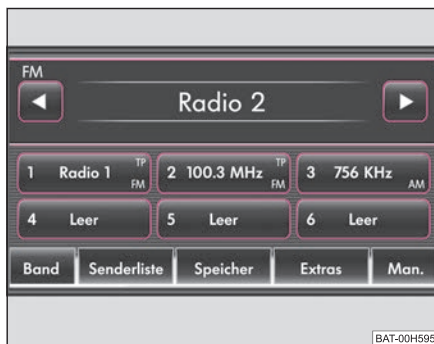 FM
Radio 2
1 Radio 1 TP FM 2 100.3 MHz TP FM 3 756 KHz AM
4 Leer 5 Leer 6 Leer
Band Senderliste Speicher Extras Man.
BAT-00H595